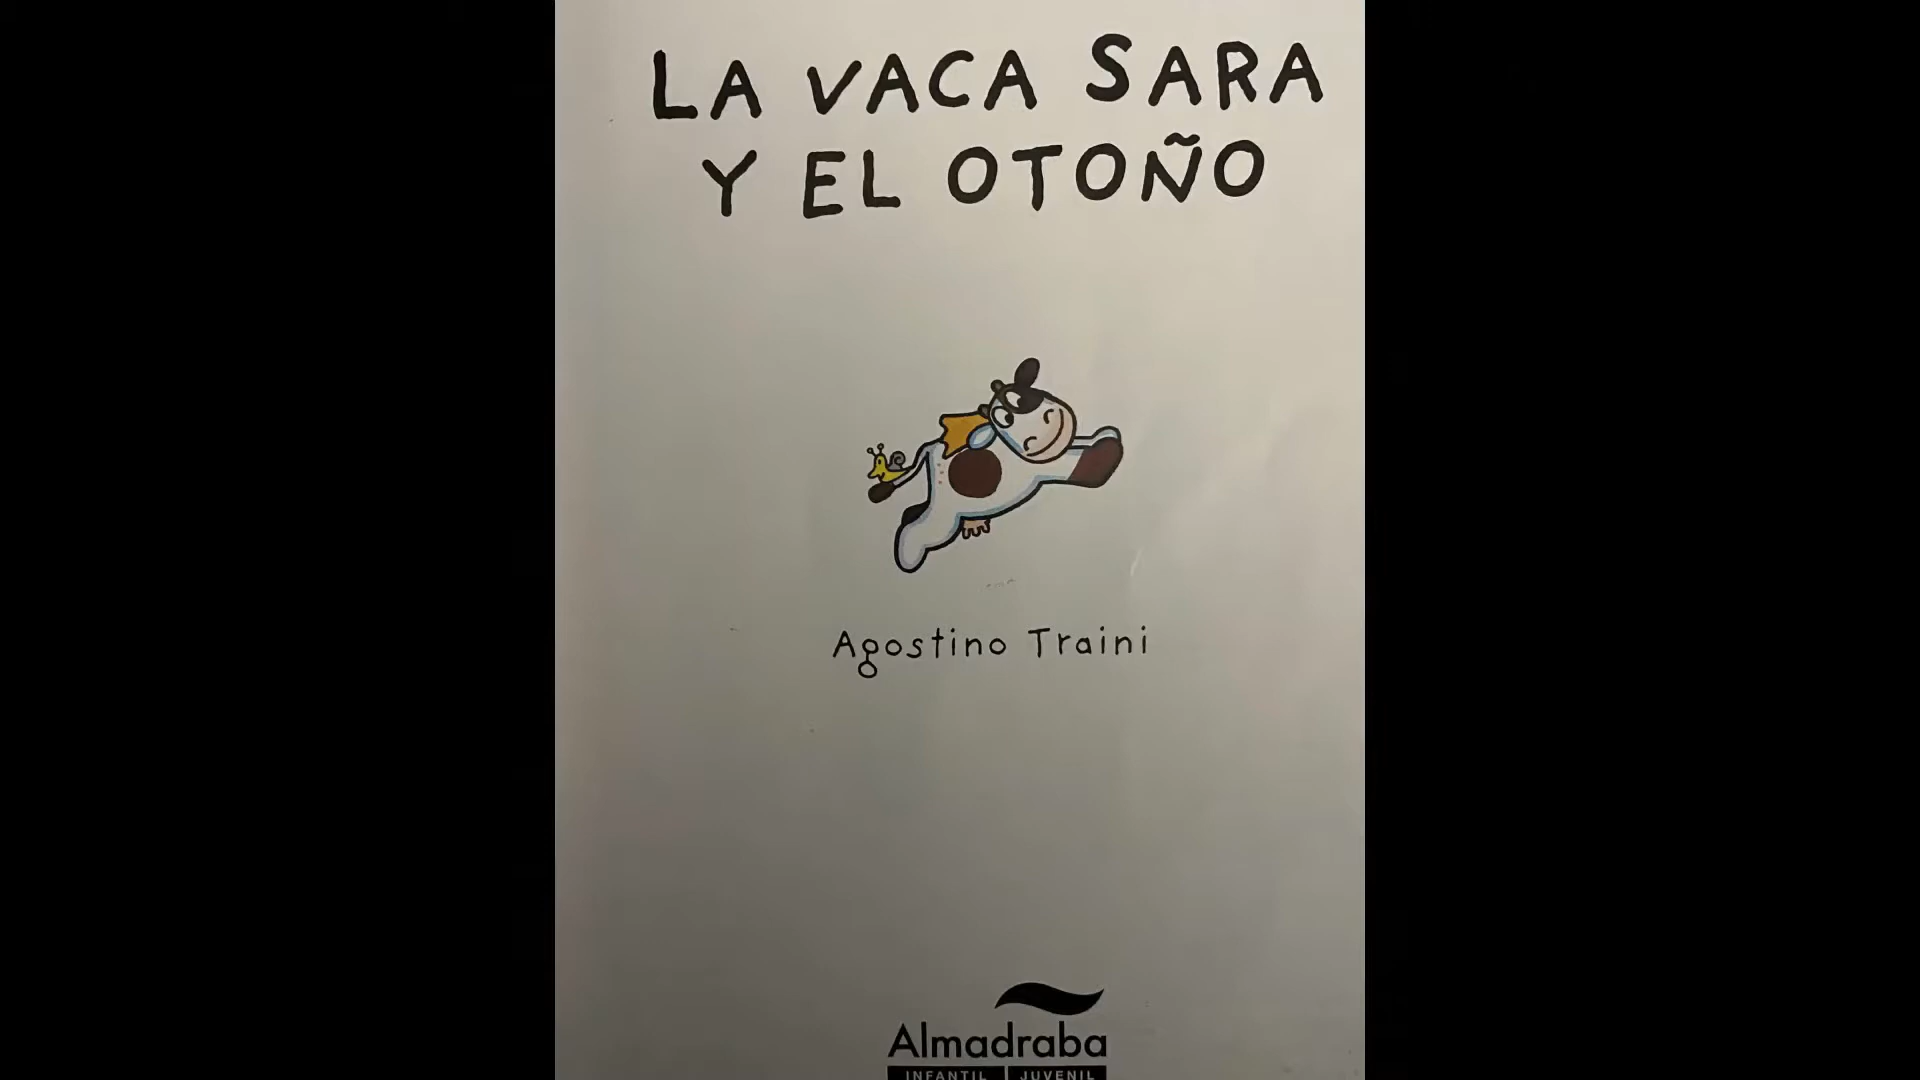 LA VACA SARA
Y EL OTOÑO
Agostino Traini
Almadraba
INFANTIL JUVENIL